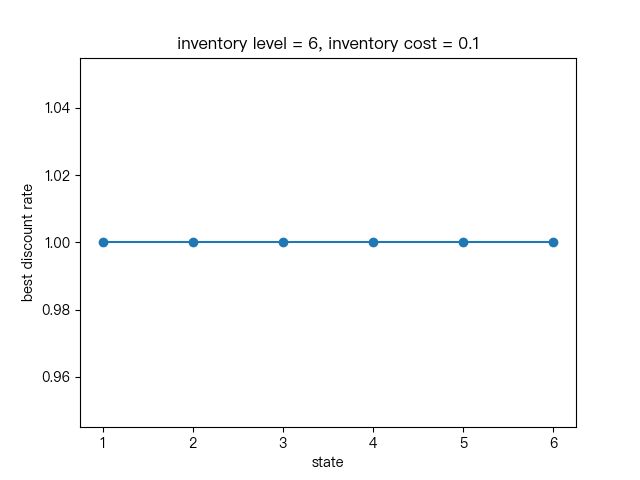 inventory level = 6, inventory cost = 0.1
best discount rate
1.04
1.02
1.00
0.98
0.96
1 2 3 4 5 6
state